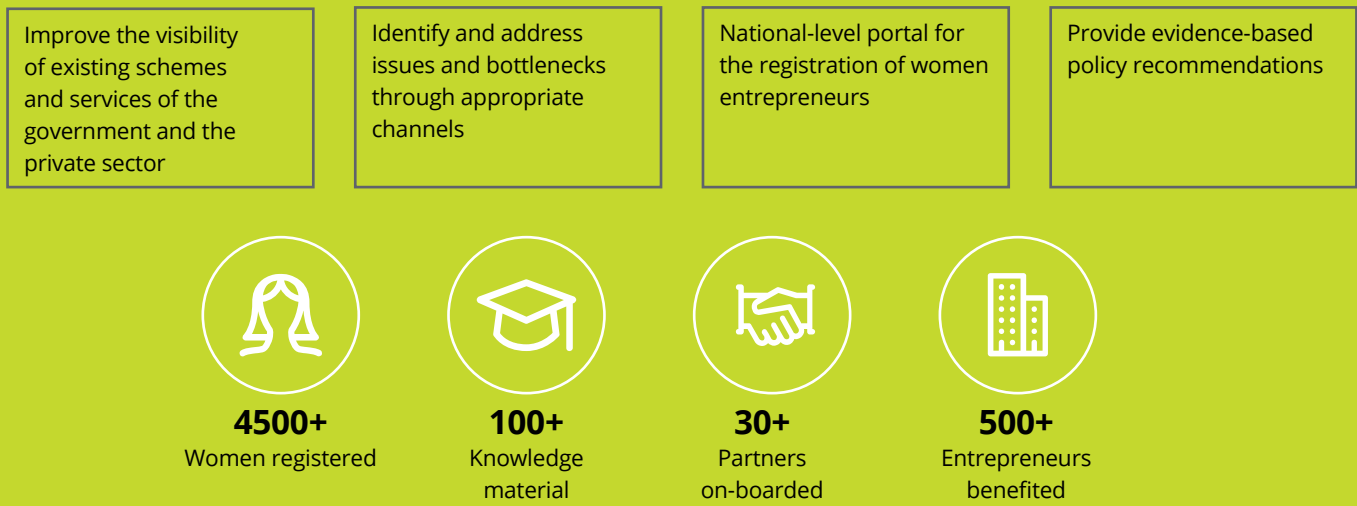 Improve the visibility
of existing schemes
and services of the
government and the
private sector
Identify and address
issues and bottlenecks
through appropriate
channels
National-level portal for
the registration of women
entrepreneurs
Provide evidence-based
policy recommendations
4500+
Women registered
100+
Knowledge
material
30+
Partners
on-boarded
500+
Entrepreneurs
benefited